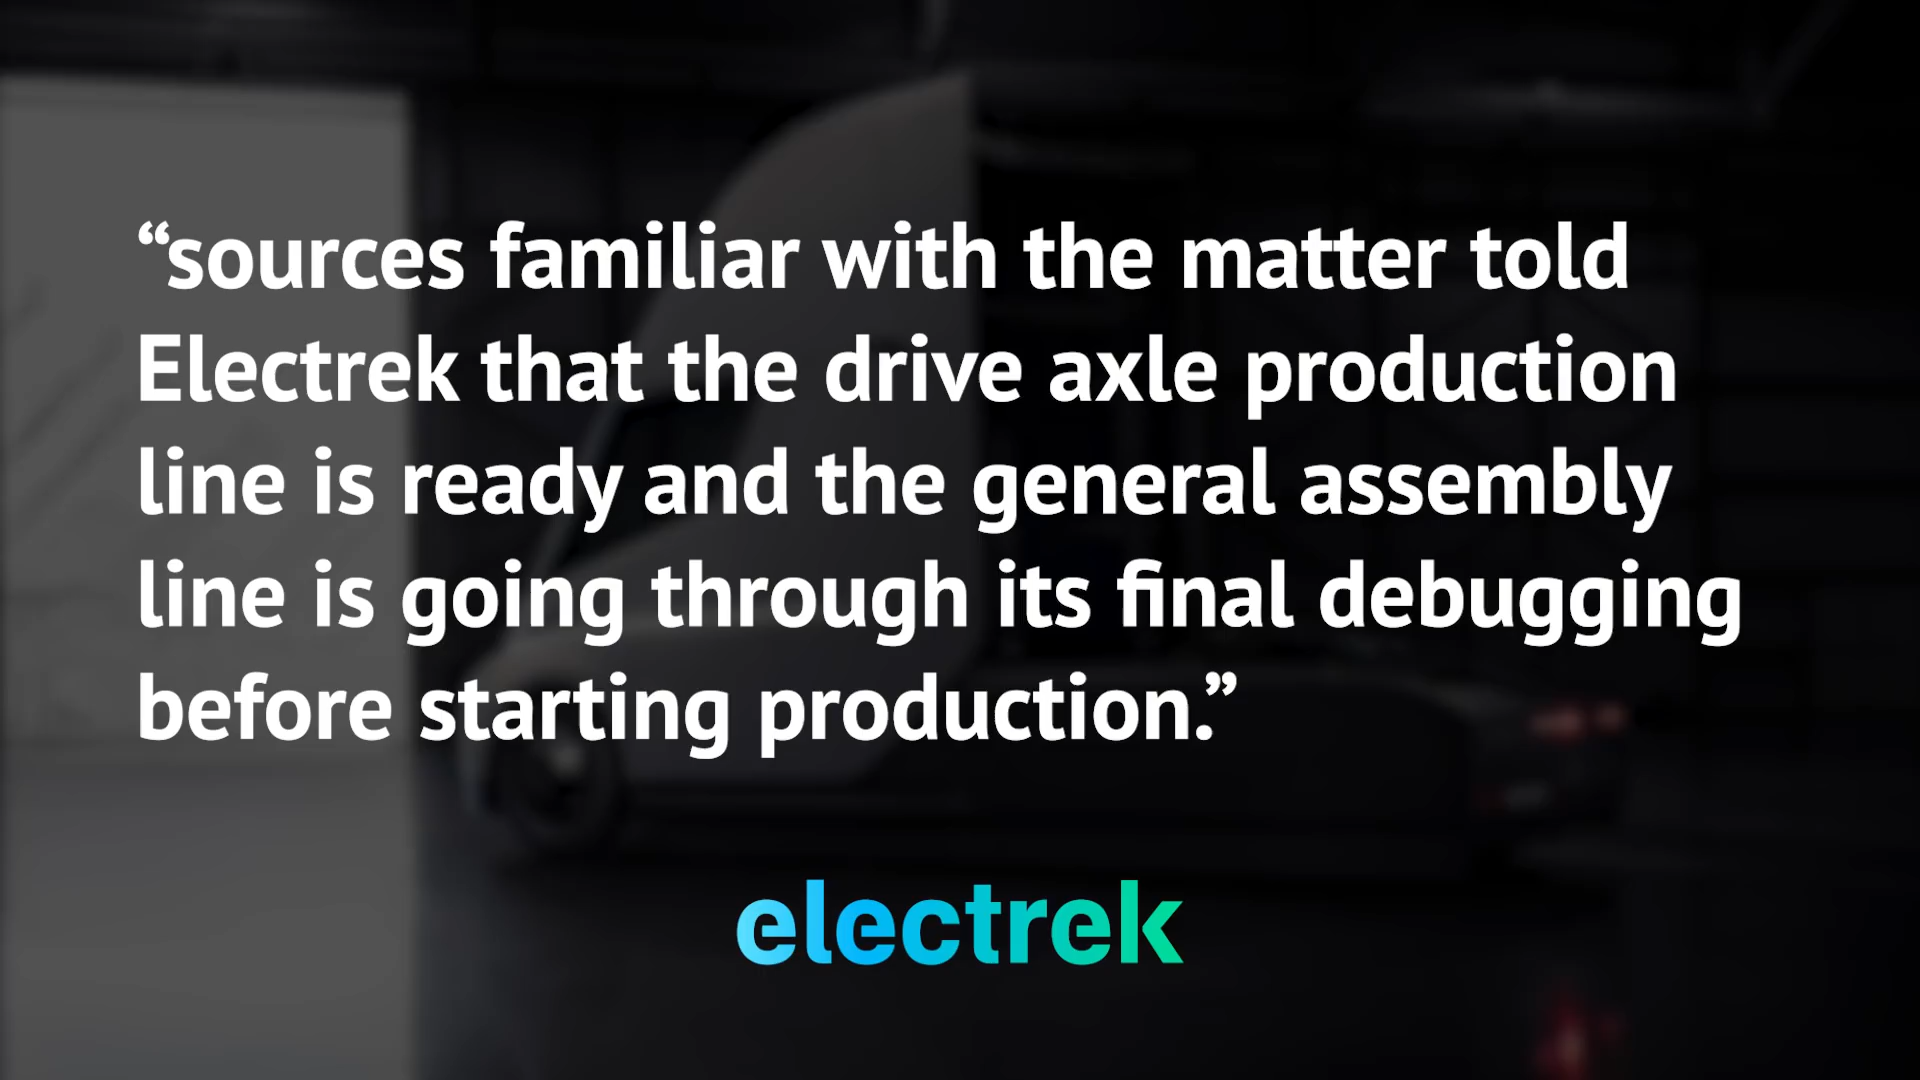 “sources familiar with the matter told
Electrek that the drive axle production
line is ready and the general assembly
line is going through its final debugging
before starting production.”
electrek